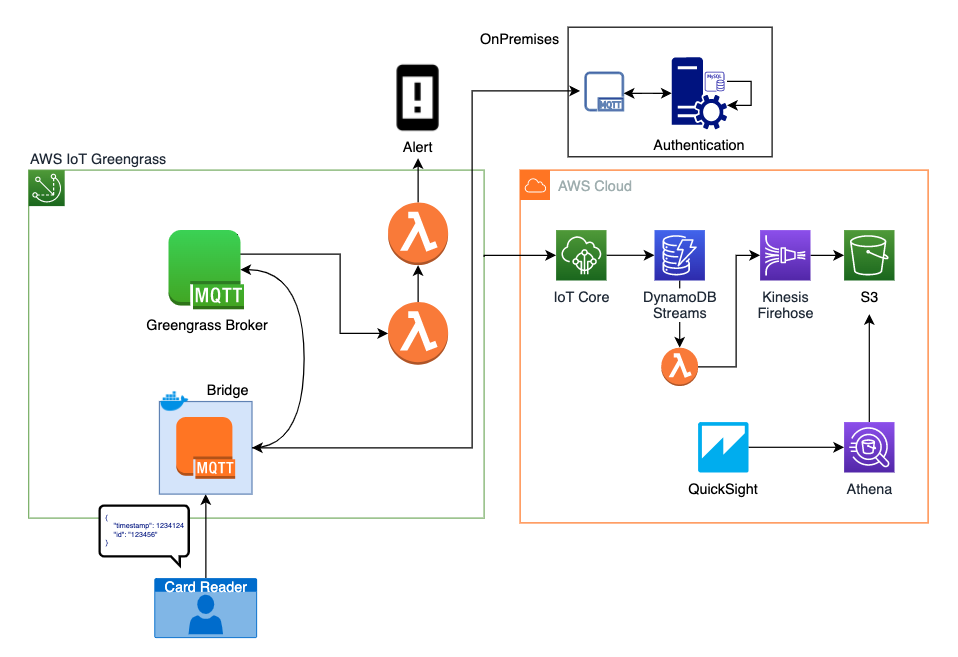 OnPremises
MySQL
MQTT
Authentication
Alert
AWS IoT Greengrass
AWS Cloud
MQTT
Greengrass Broker
IoT Core
DynamoDB
Streams
Kinesis
Firehose
S3
Bridge
MQTT
QuickSight
Athena
{
"timestamp": 1234124
"id": "123456"
}
Card Reader